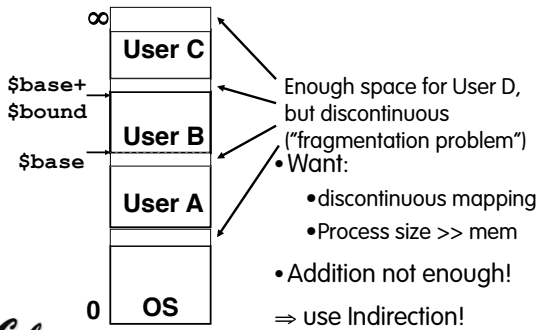 ∞
User C
$base+
$bound
User B
$base
User A
0
OS
Enough space for User D,
but discontinuous
("fragmentation problem")
•Want:
•discontinuous mapping
•Process size >> mem
•Addition not enough!
⇒ use Indirection!